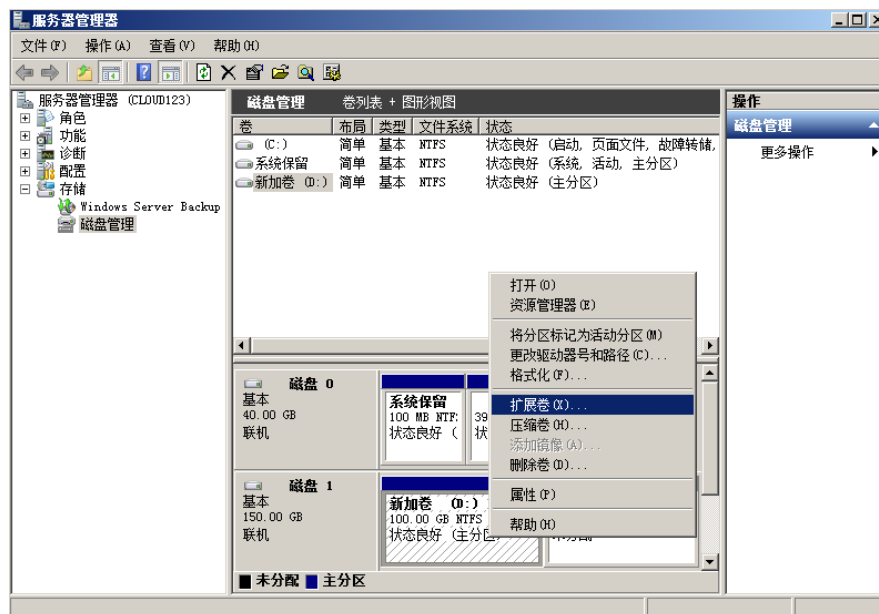 服务器管理器
文件(F) 操作(A) 查看(V) 帮助(H)
服务器管理器 (CLOUD123)
角色
功能
诊断
配置
存储
Windows Server Backup
磁盘管理
磁盘管理 卷列表 + 图形视图
卷 布局 类型 文件系统 状态
(C:) 简单 基本 NTFS 状态良好 (启动, 页面文件, 故障转储,
系统保留 简单 基本 NTFS 状态良好 (系统, 活动, 主分区)
新加卷 (D:) 简单 基本 NTFS 状态良好 (主分区)
打开(O)
资源管理器(E)
将分区标记为活动分区(M)
更改驱动器号和路径(C)...
格式化(F)...
扩展卷(X)...
压缩卷(H)...
添加镜像(A)...
删除卷(D)...
属性(P)
帮助(H)
磁盘 0
基本
40.00 GB
联机
系统保留
100 MB NTF:
状态良好 (
39
状
磁盘 1
基本
150.00 GB
联机
新加卷 (D:)
100.00 GB NTFS
状态良好 (主分区)
未分配 主分区
操作
磁盘管理
更多操作